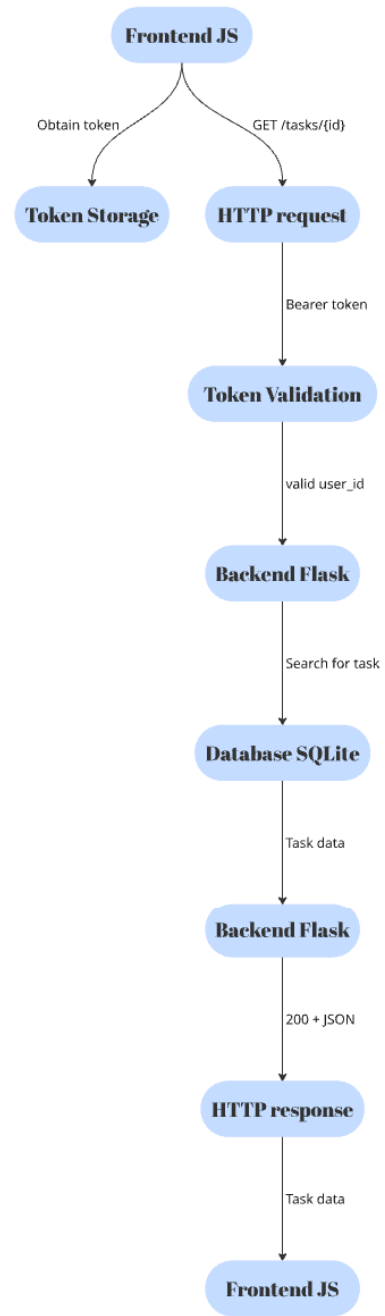 Frontend JS
Obtain token
GET /tasks/{id}
Token Storage
HTTP request
Bearer token
Token Validation
valid user_id
Backend Flask
Search for task
Database SQLite
Task data
Backend Flask
200 + JSON
HTTP response
Task data
Frontend JS